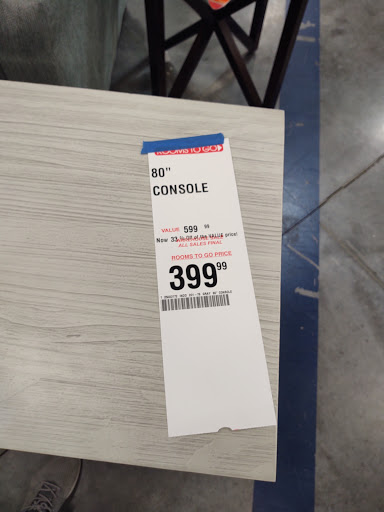 ROOMS TO GO
80"
CONSOLE
VALUE 599 99
Now 33 % Off of the VALUE price!
ALL SALES FINAL
ROOMS TO GO PRICE
399 99